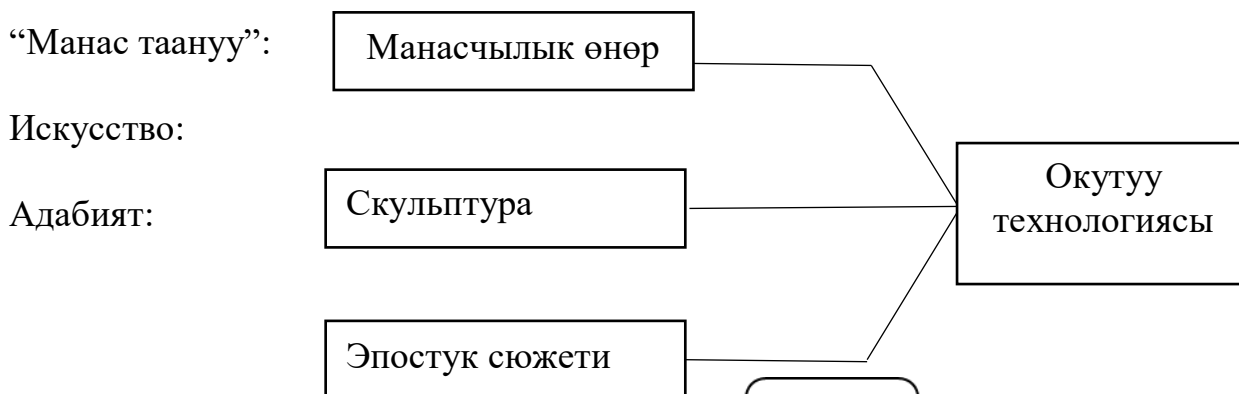 “Манас таануу”:
Манасчылык өнөр
Искусство:
Скульптура
Адабият:
Эпостук сюжети
Окутуу
технологиясы